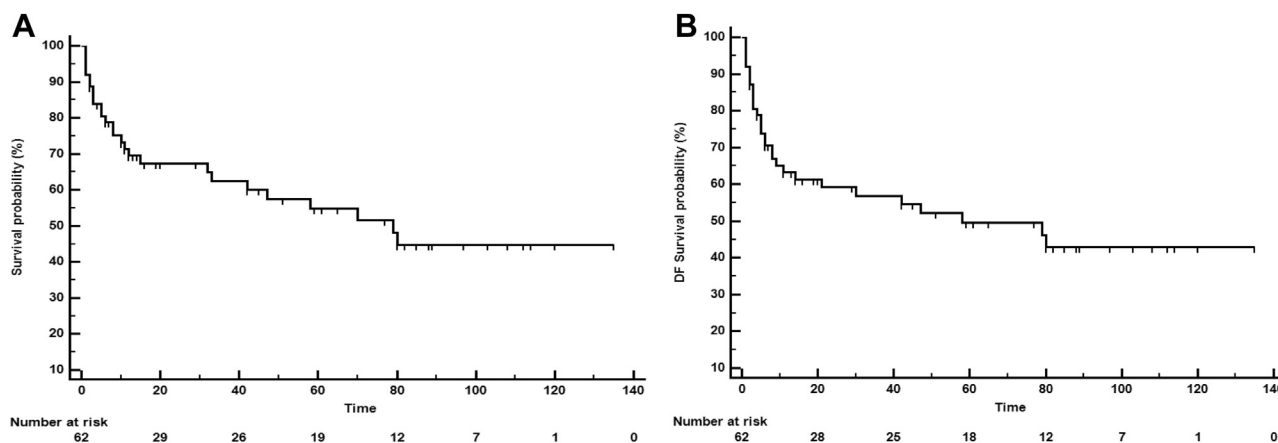 A
Survival probability (%)
100
90
80
70
60
50
40
30
20
10
0 20 40 60 80 100 120 140
Time
Number at risk
62 29 26 19 12 7 1 0
B
DF Survival probability (%)
100
90
80
70
60
50
40
30
20
10
0 20 40 60 80 100 120 140
Time
Number at risk
62 28 25 18 12 7 1 0